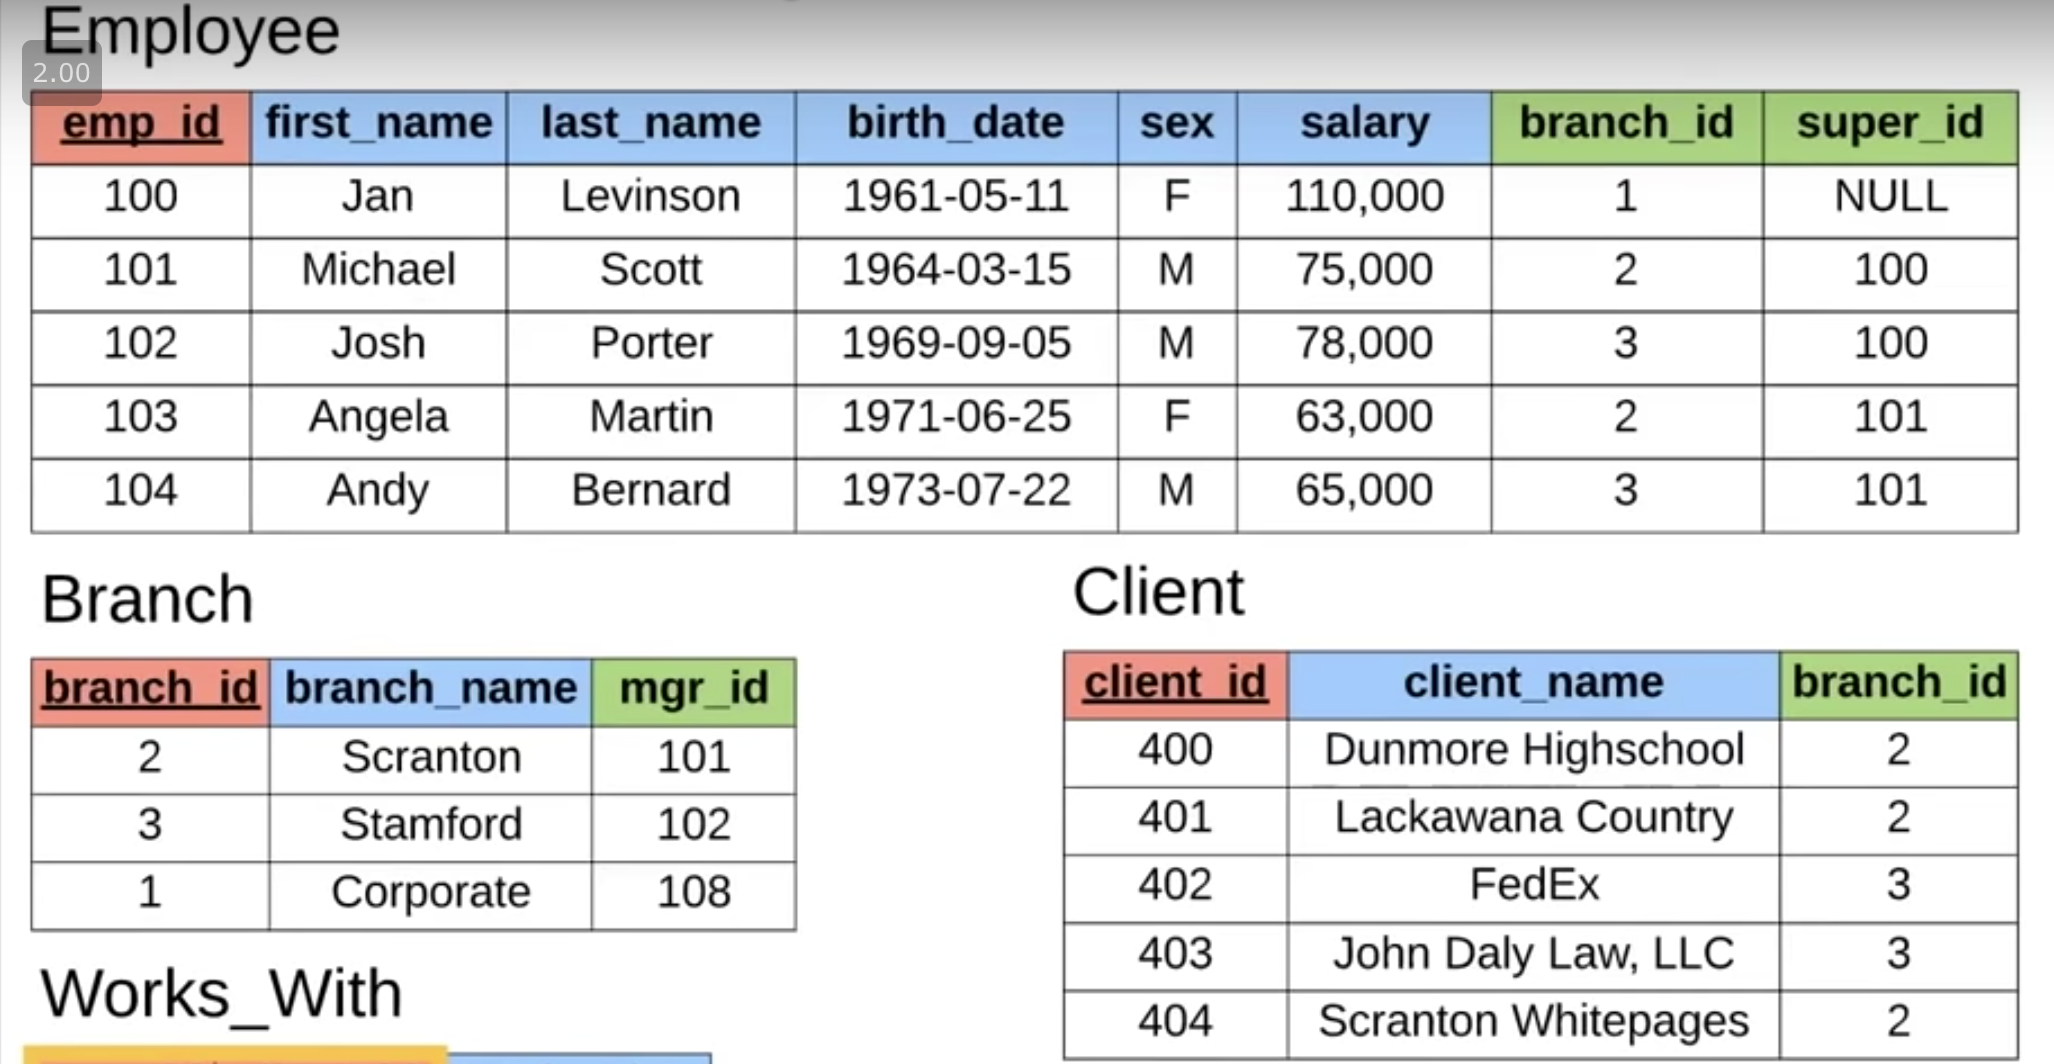 Employee
2.00
emp_id first_name last_name birth_date sex salary branch_id super_id
100 Jan Levinson 1961-05-11 F 110,000 1 NULL
101 Michael Scott 1964-03-15 M 75,000 2 100
102 Josh Porter 1969-09-05 M 78,000 3 100
103 Angela Martin 1971-06-25 F 63,000 2 101
104 Andy Bernard 1973-07-22 M 65,000 3 101
Branch
branch_id branch_name mgr_id
2 Scranton 101
3 Stamford 102
1 Corporate 108
Client
client_id client_name branch_id
400 Dunmore Highschool 2
401 Lackawana Country 2
402 FedEx 3
403 John Daly Law, LLC 3
404 Scranton Whitepages 2
Works_With